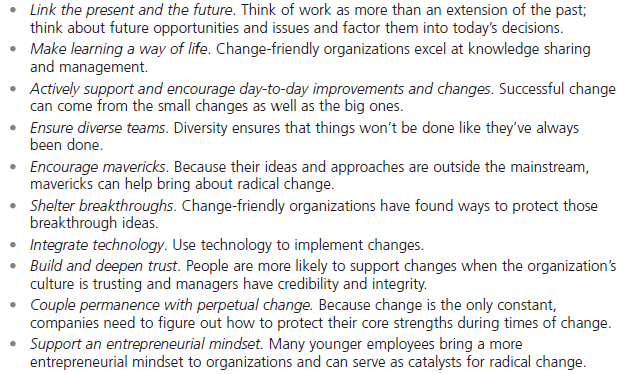 • Link the present and the future. Think of work as more than an extension of the past;
think about future opportunities and issues and factor them into today's decisions.
• Make learning a way of life. Change-friendly organizations excel at knowledge sharing
and management.
• Actively support and encourage day-to-day improvements and changes. Successful change
can come from the small changes as well as the big ones.
• Ensure diverse teams. Diversity ensures that things won't be done like they've always
been done.
• Encourage mavericks. Because their ideas and approaches are outside the mainstream,
mavericks can help bring about radical change.
• Shelter breakthroughs. Change-friendly organizations have found ways to protect those
breakthrough ideas.
• Integrate technology. Use technology to implement changes.
• Build and deepen trust. People are more likely to support changes when the organization's
culture is trusting and managers have credibility and integrity.
• Couple permanence with perpetual change. Because change is the only constant,
companies need to figure out how to protect their core strengths during times of change.
• Support an entrepreneurial mindset. Many younger employees bring a more
entrepreneurial mindset to organizations and can serve as catalysts for radical change.